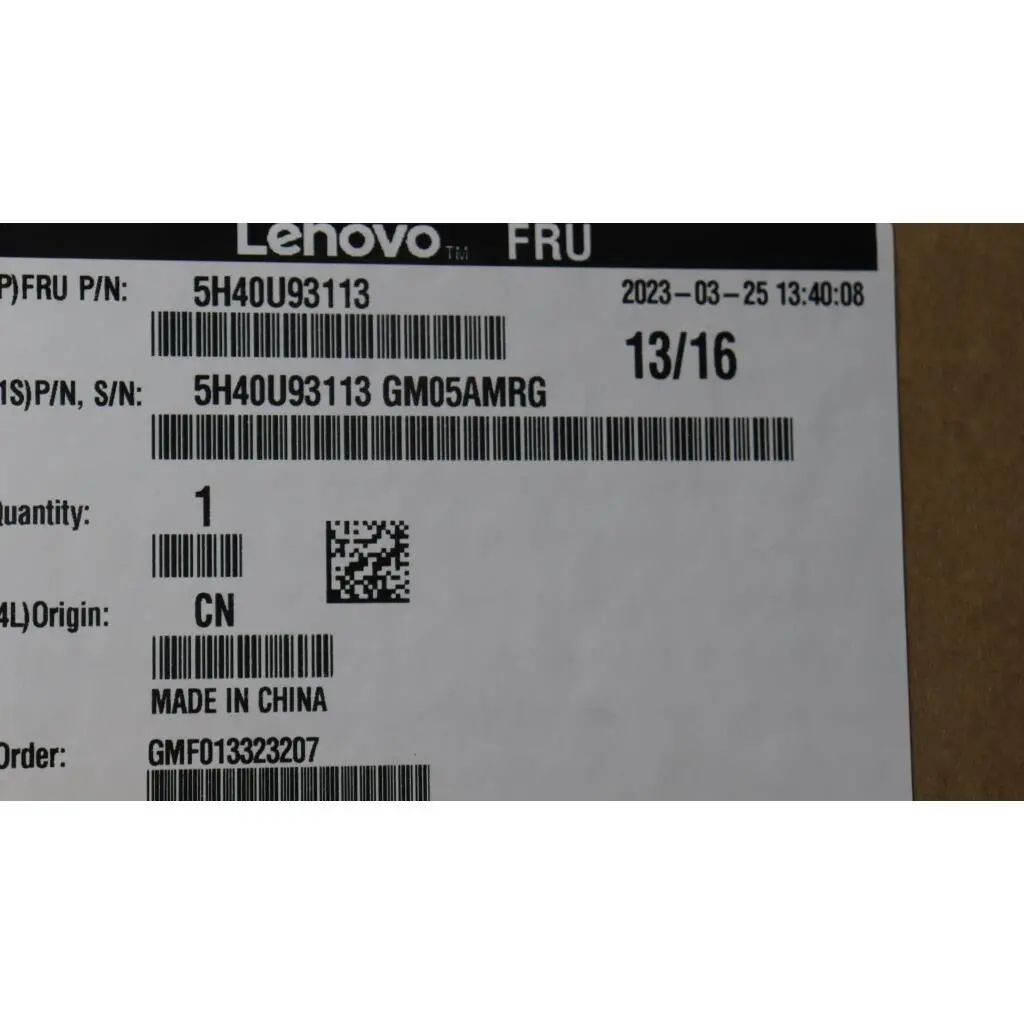 Lenovo™ FRU
P)FRU P/N: 5H40U93113 2023-03-25 13:40:08
13/16
1S)P/N, S/N: 5H40U93113 GM05AMRG
Quantity: 1
4L)Origin: CN
MADE IN CHINA
Order: GMF013323207